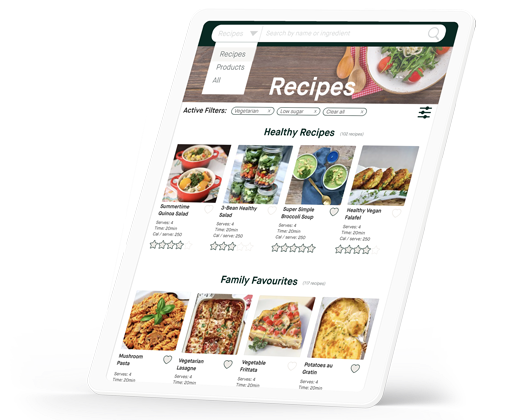 Recipes
Search by name or ingredient
Recipes
Products
All
Recipes
Active Filters: Vegetarian x Low sugar x Clear all x
Healthy Recipes (102 recipes)
Summertime Quinoa Salad
Serves: 4
Time: 20min
Cal / serve: 250
3-Bean Healthy Salad
Serves: 4
Time: 20min
Cal / serve: 250
Super Simple Broccoli Soup
Serves: 4
Time: 20min
Cal / serve: 250
Healthy Vegan Falafel
Serves: 4
Time: 20min
Cal / serve: 250
Family Favourites
Mushroom Pasta
Serves: 4
Time: 20min
Vegetarian Lasagne
Serves: 4
Time: 20min
Vegetable Frittata
Serves: 4
Time: 20min
Potatoes au Gratin
Serves: 4
Time: 20min